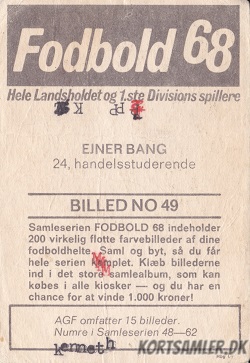 Fodbold 68
Hele Landsholdet og 1.ste Divisions spillere
EJNER BANG
24, handelsstuderende
BILLED NO 49
Samleserien FODBOLD 68 indeholder
200 virkelig flotte farvebilleder af dine
fodboldhelte. Saml og byt, så du får
hele serien komplet. Klæb billederne
ind i det store samlealbum, som kan
købes i alle kiosker — og du har en
chance for at vinde 1.000 kroner!
AGF omfatter 15 billeder.
Numre i Samleserien 48—62
kenneth
KORTSAMLER.DK